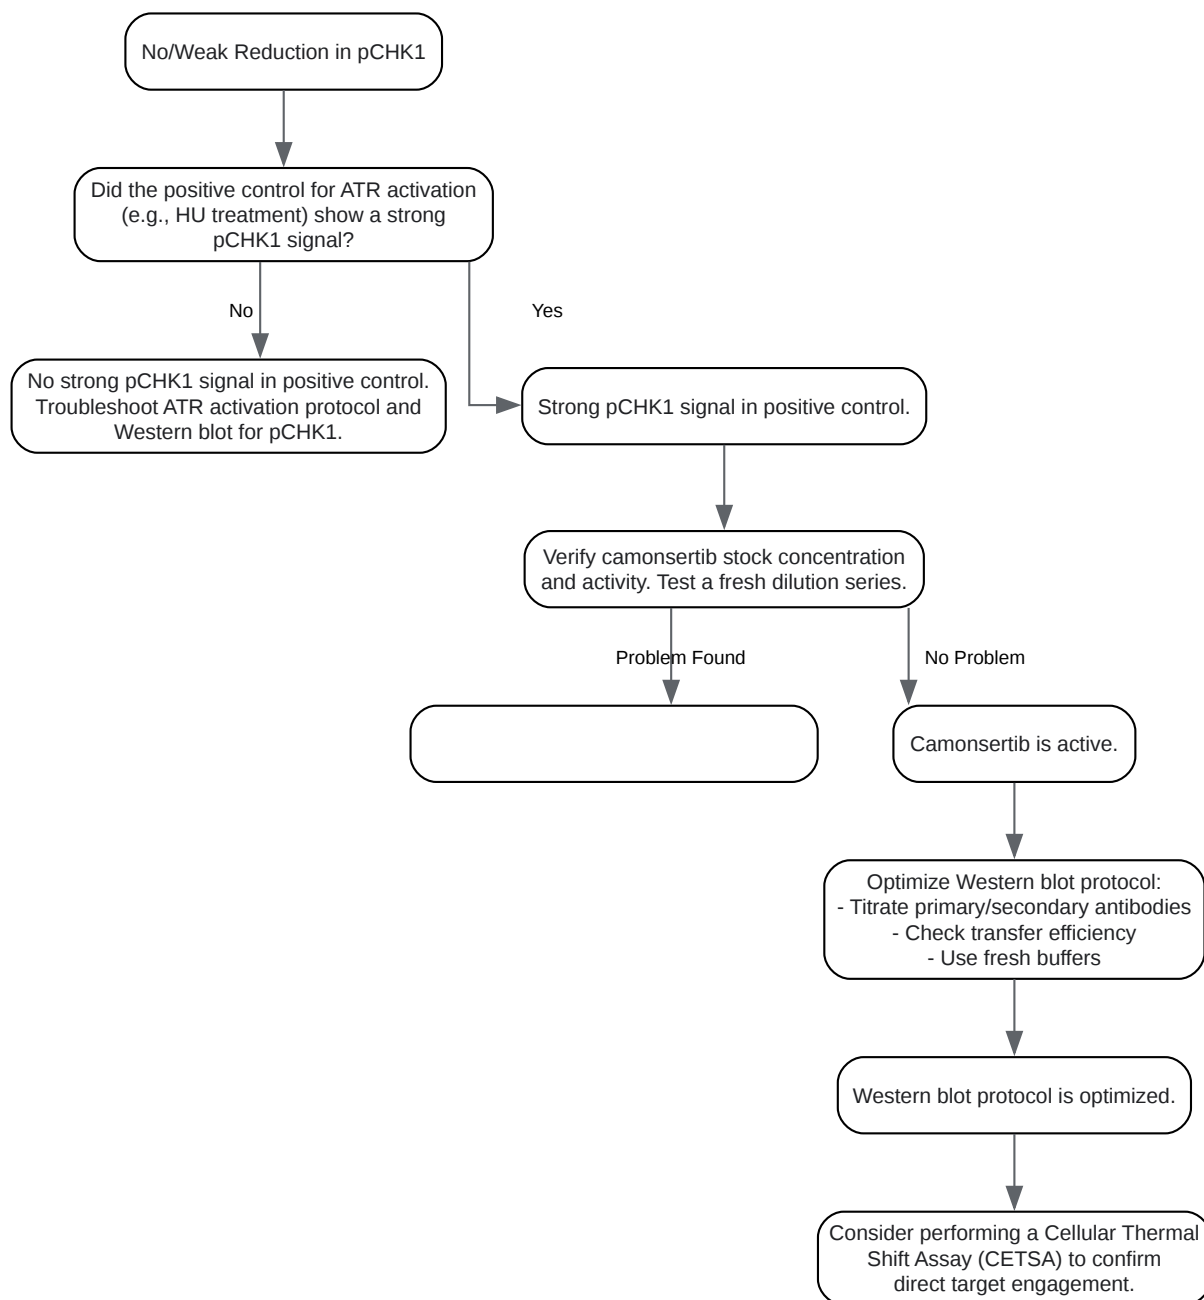 No/Weak Reduction in pCHK1
Did the positive control for ATR activation
(e.g., HU treatment) show a strong
pCHK1 signal?
No
Yes
No strong pCHK1 signal in positive control.
Troubleshoot ATR activation protocol and
Western blot for pCHK1.
Strong pCHK1 signal in positive control.
Verify camonsertib stock concentration
and activity. Test a fresh dilution series.
Problem Found
No Problem
Camonsertib is active.
Optimize Western blot protocol:
- Titrate primary/secondary antibodies
- Check transfer efficiency
- Use fresh buffers
Western blot protocol is optimized.
Consider performing a Cellular Thermal
Shift Assay (CETSA) to confirm
direct target engagement.